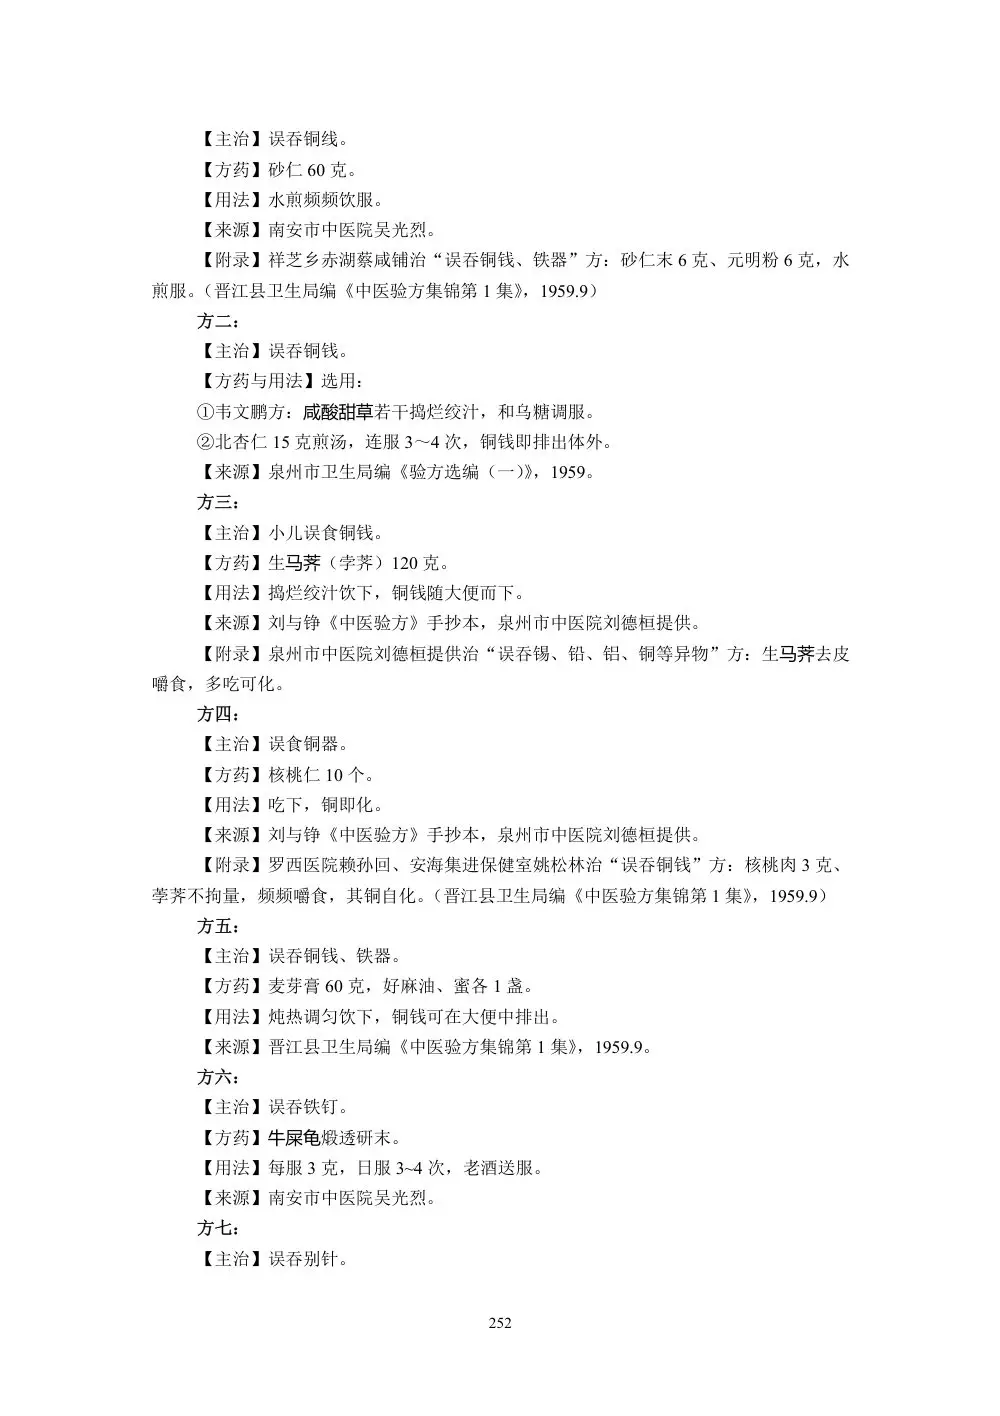 【主治】误吞铜线。
【方药】砂仁 60 克。
【用法】水煎频频饮服。
【来源】南安市中医院吴光烈。
【附录】祥芝乡赤湖蔡咸铺治“误吞铜钱、铁器”方：砂仁末 6 克、元明粉 6 克，水
煎服。（晋江县卫生局编《中医验方集锦第 1 集》，1959.9）
方二：
【主治】误吞铜钱。
【方药与用法】选用：
①韦文鹏方：咸酸甜草若干捣烂绞汁，和乌糖调服。
②北杏仁 15 克煎汤，连服 3～4 次，铜钱即排出体外。
【来源】泉州市卫生局编《验方选编（一）》，1959。
方三：
【主治】小儿误食铜钱。
【方药】生马荠（孛荠）120 克。
【用法】捣烂绞汁饮下，铜钱随大便而下。
【来源】刘与铮《中医验方》手抄本，泉州市中医院刘德桓提供。
【附录】泉州市中医院刘德桓提供治“误吞锡、铅、铝、铜等异物”方：生马荠去皮
嚼食，多吃可化。
方四：
【主治】误食铜器。
【方药】核桃仁 10 个。
【用法】吃下，铜即化。
【来源】刘与铮《中医验方》手抄本，泉州市中医院刘德桓提供。
【附录】罗西医院赖孙回、安海集进保健室姚松林治“误吞铜钱”方：核桃肉 3 克、
荸荠不拘量，频频嚼食，其铜自化。（晋江县卫生局编《中医验方集锦第 1 集》，1959.9）
方五：
【主治】误吞铜钱、铁器。
【方药】麦芽膏 60 克，好麻油、蜜各 1 盏。
【用法】炖热调匀饮下，铜钱可在大便中排出。
【来源】晋江县卫生局编《中医验方集锦第 1 集》，1959.9。
方六：
【主治】误吞铁钉。
【方药】牛屎龟煅透研末。
【用法】每服 3 克，日服 3~4 次，老酒送服。
【来源】南安市中医院吴光烈。
方七：
【主治】误吞别针。
252